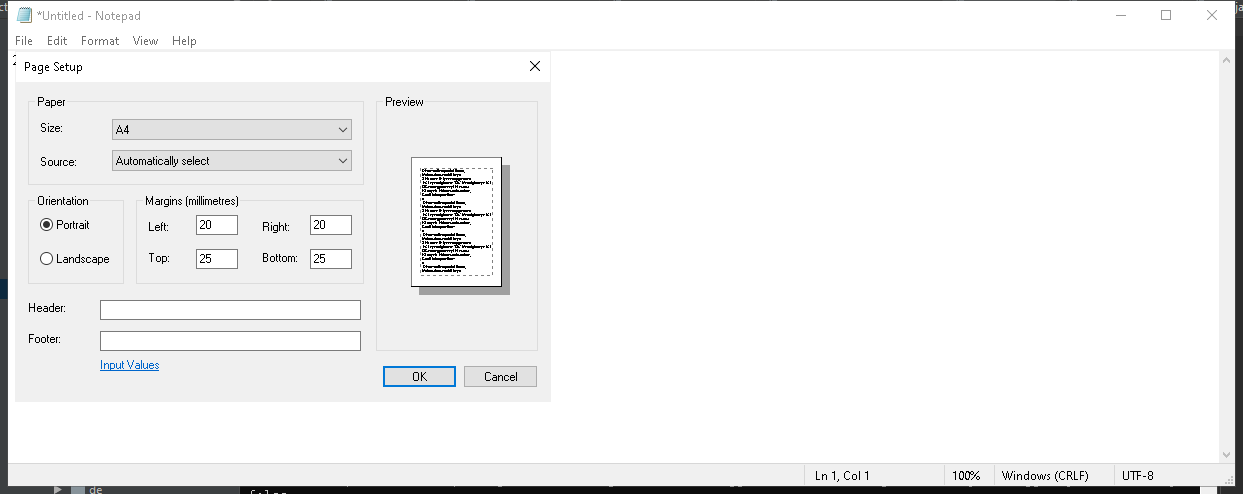 *Untitled - Notepad
File Edit Format View Help
Page Setup
Paper
Size: A4
Source: Automatically select
Orientation
Portrait
Landscape
Margins (millimetres)
Left: 20 Right: 20
Top: 25 Bottom: 25
Header:
Footer:
Input Values
Preview
OK Cancel
Ln 1, Col 1 100% Windows (CRLF) UTF-8
de